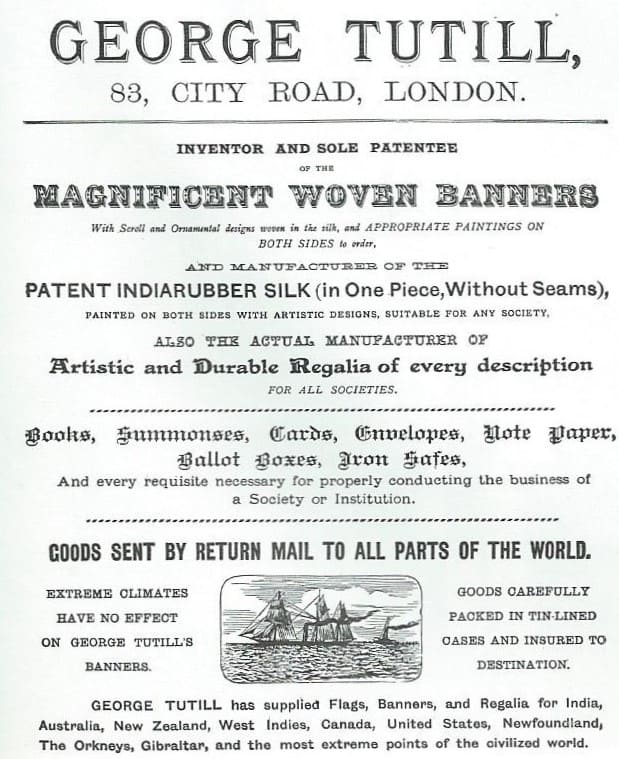 GEORGE TUTILL,
83, CITY ROAD, LONDON.
INVENTOR AND SOLE PATENTEE
OF THE
MAGNIFICENT WOVEN BANNERS
With Scroll and Ornamental designs woven in the silk, and APPROPRIATE PAINTINGS ON
BOTH SIDES to order,
AND MANUFACTURER OF THE
PATENT INDIARUBBER SILK (in One Piece, Without Seams),
PAINTED ON BOTH SIDES WITH ARTISTIC DESIGNS, SUITABLE FOR ANY SOCIETY,
ALSO THE ACTUAL MANUFACTURER OF
Artistic and Durable Regalia of every description
FOR ALL SOCIETIES.
Books, Summonses, Cards, Envelopes, Note Paper,
Ballot Boxes, Iron Safes,
And every requisite necessary for properly conducting the business of
a Society or Institution.
GOODS SENT BY RETURN MAIL TO ALL PARTS OF THE WORLD.
EXTREME CLIMATES
HAVE NO EFFECT
ON GEORGE TUTILL'S
BANNERS.
GOODS CAREFULLY
PACKED IN TIN-LINED
CASES AND INSURED TO
DESTINATION.
GEORGE TUTILL has supplied Flags, Banners, and Regalia for India,
Australia, New Zealand, West Indies, Canada, United States, Newfoundland,
The Orkneys, Gibraltar, and the most extreme points of the civilized world.